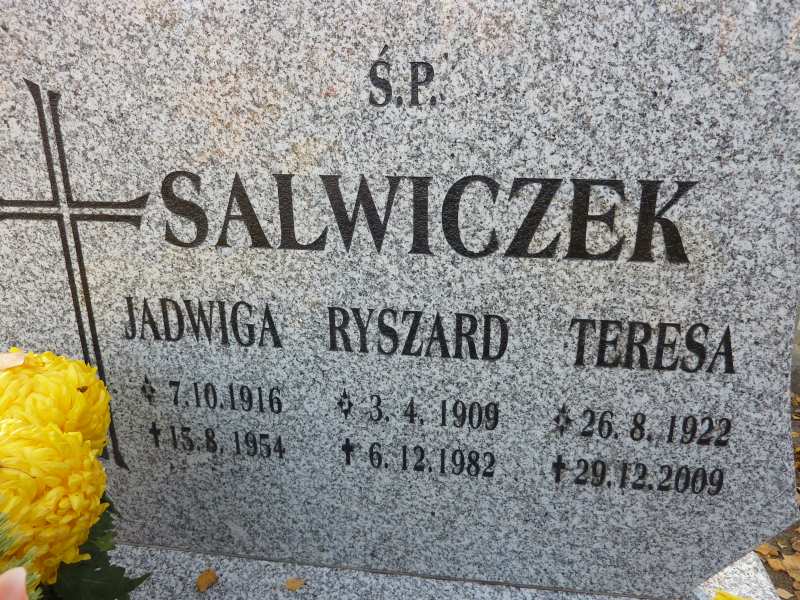 Ś.P.
SALWICZEK
JADWIGA RYSZARD TERESA
7.10.1916 3. 4. 1909 26. 8. 1922
15.8. 1954 6.12.1982 29.12.2009